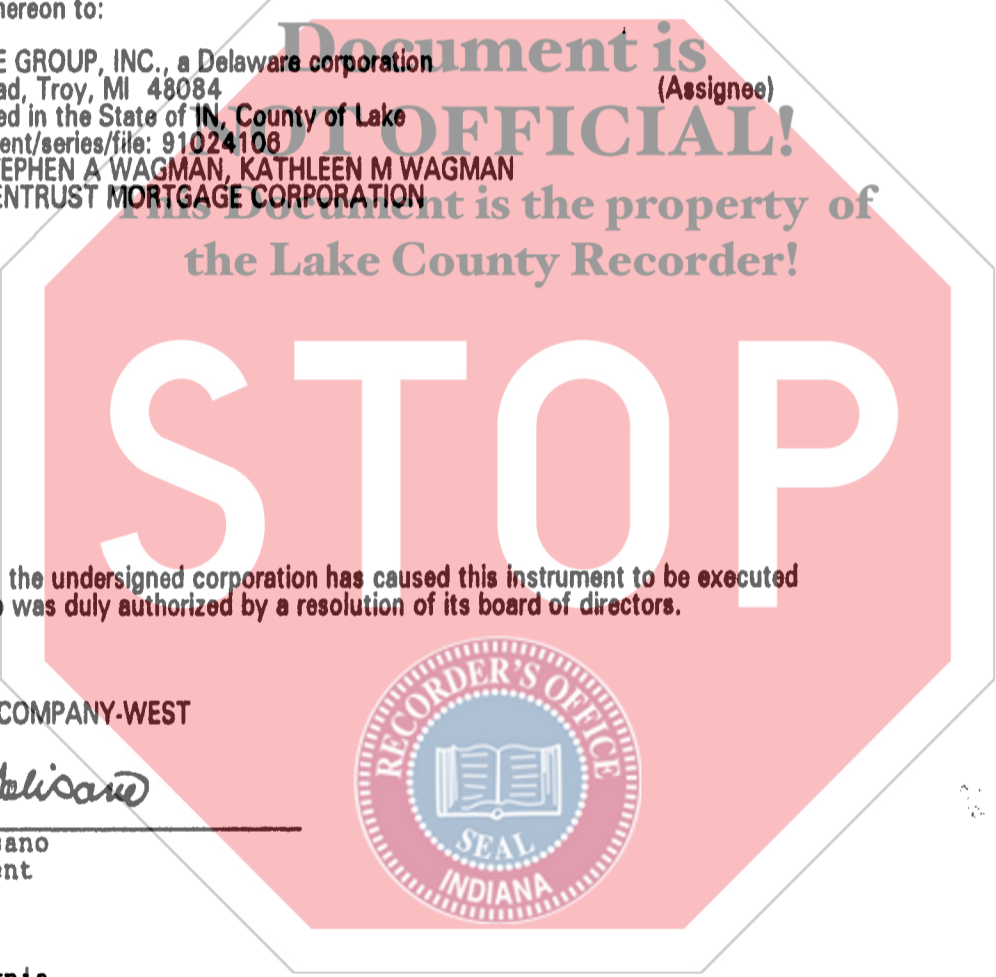 hereon to:
E GROUP, INC., a Delaware corporation
ad, Troy, MI 48084 (Assignee)
ed in the State of IN, County of Lake
ent/series/file: 91024106
EPHEN A WAGMAN, KATHLEEN M WAGMAN
ENTRUST MORTGAGE CORPORATION
Document is
NOT OFFICIAL!
This Document is the property of
the Lake County Recorder!
STOP
the undersigned corporation has caused this instrument to be executed
was duly authorized by a resolution of its board of directors.
COMPANY-WEST
sano
ent
RECORDER'S OFFICE
SEAL
INDIANA